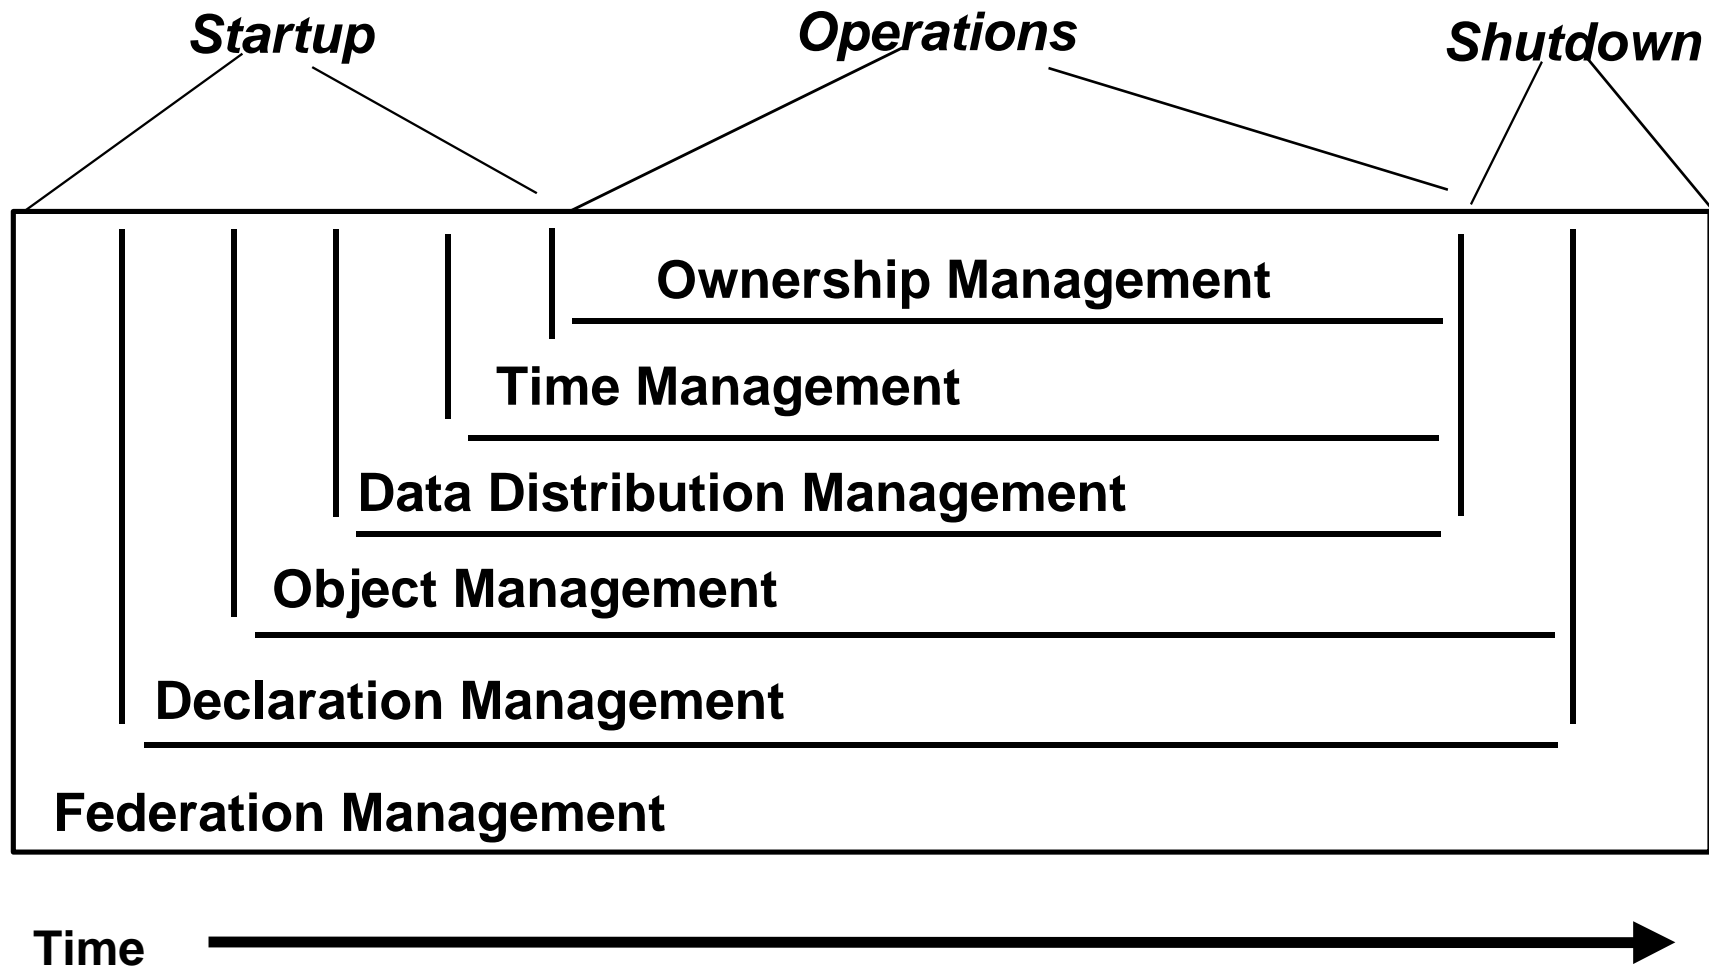 Startup
Operations
Shutdown
Ownership Management
Time Management
Data Distribution Management
Object Management
Declaration Management
Federation Management
Time